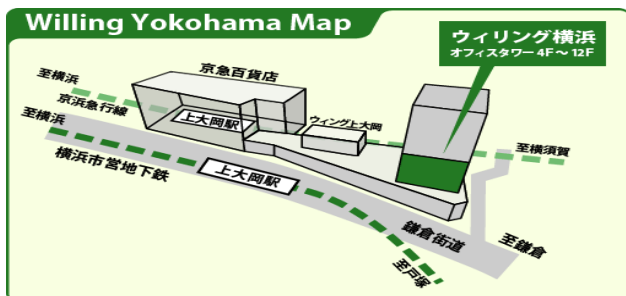 Willing Yokohama Map
ウィリング横浜
オフィスタワー4F～12F
京急百貨店
至横浜
京浜急行線
至横浜
上大岡駅
ウィング上大岡
至横須賀
横浜市営地下鉄
上大岡駅
鎌倉街道
至鎌倉
至戸塚